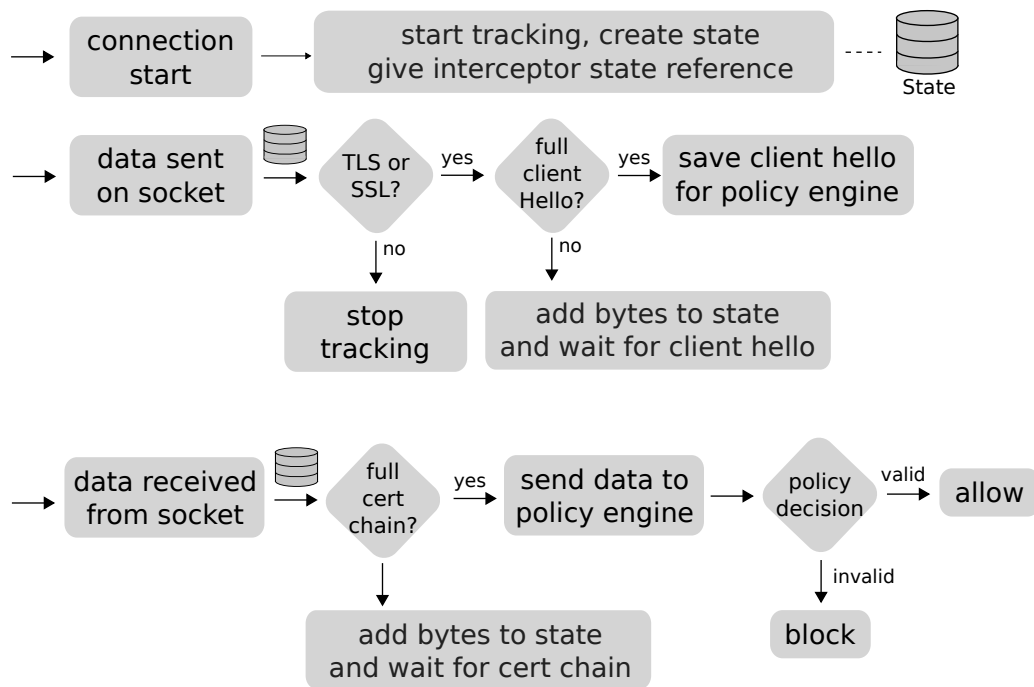 connection
start
start tracking, create state
give interceptor state reference
State
data sent
on socket
TLS or
SSL?
yes
full
client
Hello?
yes
save client hello
for policy engine
no
no
stop
tracking
add bytes to state
and wait for client hello
data received
from socket
full
cert
chain?
yes
send data to
policy engine
policy
decision
valid
allow
invalid
add bytes to state
and wait for cert chain
block